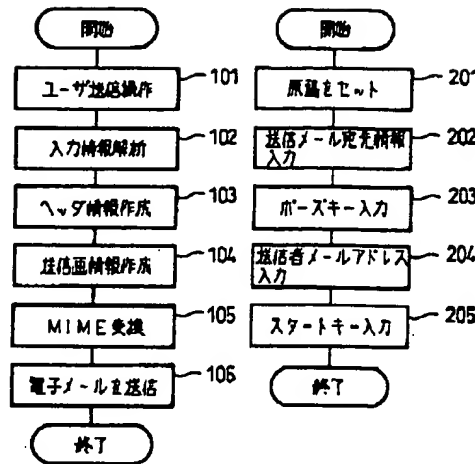 開始
ユーザ送信操作
101
入力情報解析
102
ヘッダ情報作成
103
送信画情報作成
104
MIME変換
105
電子メールを送信
106
終了
開始
原稿をセット
201
送信メール宛先情報
入力
202
ポーズキー入力
203
送信者メールアドレス
入力
204
スタートキー入力
205
終了